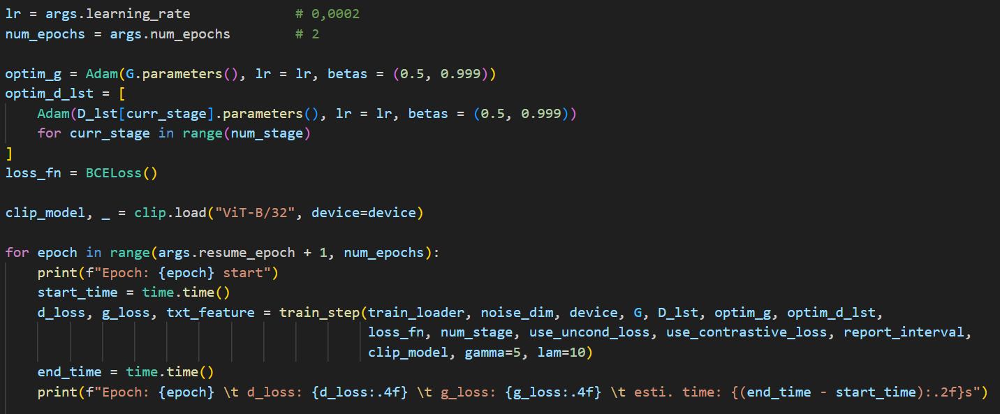 lr = args.learning_rate # 0,0002
num_epochs = args.num_epochs # 2
optim_g = Adam(G.parameters(), lr = lr, betas = (0.5, 0.999))
optim_d_lst = [
Adam(D_lst[curr_stage].parameters(), lr = lr, betas = (0.5, 0.999))
for curr_stage in range(num_stage)
]
loss_fn = BCELoss()
clip_model, _ = clip.load("ViT-B/32", device=device)
for epoch in range(args.resume_epoch + 1, num_epochs):
print(f"Epoch: {epoch} start")
start_time = time.time()
d_loss, g_loss, txt_feature = train_step(train_loader, noise_dim, device, G, D_lst, optim_g, optim_d_lst,
loss_fn, num_stage, use_uncond_loss, use_contrastive_loss, report_interval,
clip_model, gamma=5, lam=10)
end_time = time.time()
print(f"Epoch: {epoch} \t d_loss: {d_loss:.4f} \t g_loss: {g_loss:.4f} \t esti. time: {(end_time - start_time):.2f}s")